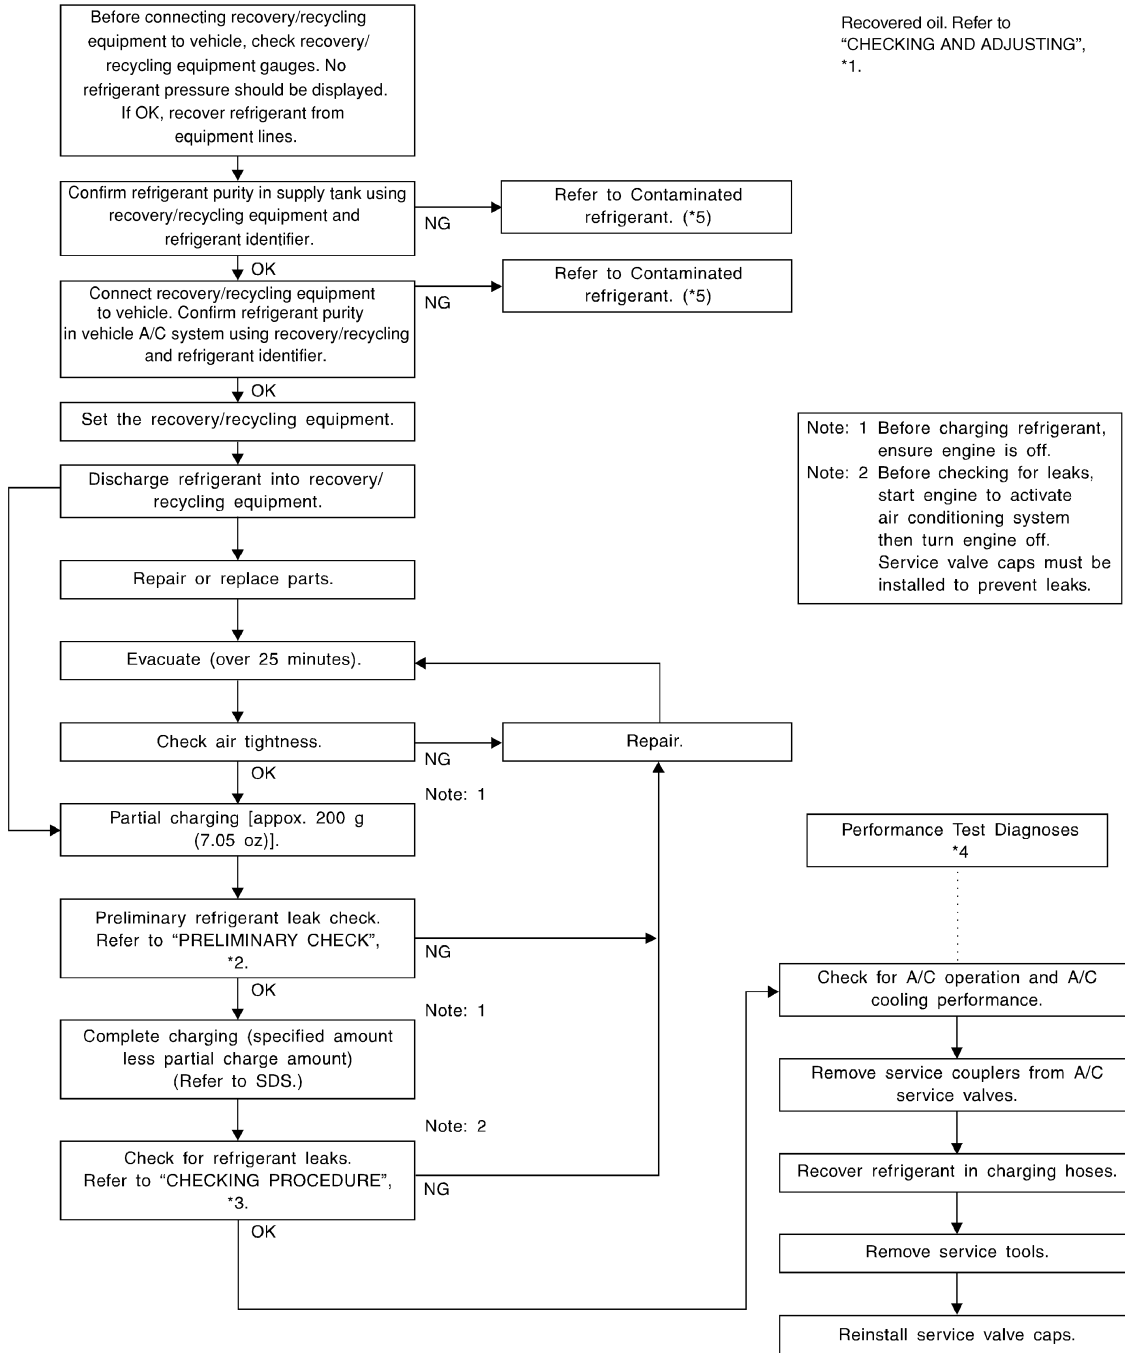 Before connecting recovery/recycling
equipment to vehicle, check recovery/
recycling equipment gauges. No
refrigerant pressure should be displayed.
If OK, recover refrigerant from
equipment lines.
Recovered oil. Refer to
“CHECKING AND ADJUSTING”,
*1.
Confirm refrigerant purity in supply tank using
recovery/recycling equipment and
refrigerant identifier.
NG
Refer to Contaminated
refrigerant. (*5)
OK
Connect recovery/recycling equipment
to vehicle. Confirm refrigerant purity
in vehicle A/C system using recovery/recycling
and refrigerant identifier.
NG
Refer to Contaminated
refrigerant. (*5)
OK
Set the recovery/recycling equipment.
Note: 1 Before charging refrigerant,
ensure engine is off.
Note: 2 Before checking for leaks,
start engine to activate
air conditioning system
then turn engine off.
Service valve caps must be
installed to prevent leaks.
Discharge refrigerant into recovery/
recycling equipment.
Repair or replace parts.
Evacuate (over 25 minutes).
Check air tightness.
NG
Repair.
OK
Note: 1
Partial charging [appox. 200 g
(7.05 oz)].
Preliminary refrigerant leak check.
Refer to “PRELIMINARY CHECK”,
*2.
NG
OK
Note: 1
Complete charging (specified amount
less partial charge amount)
(Refer to SDS.)
Note: 2
Check for refrigerant leaks.
Refer to “CHECKING PROCEDURE”,
*3.
NG
OK
Performance Test Diagnoses
*4
Check for A/C operation and A/C
cooling performance.
Remove service couplers from A/C
service valves.
Recover refrigerant in charging hoses.
Remove service tools.
Reinstall service valve caps.